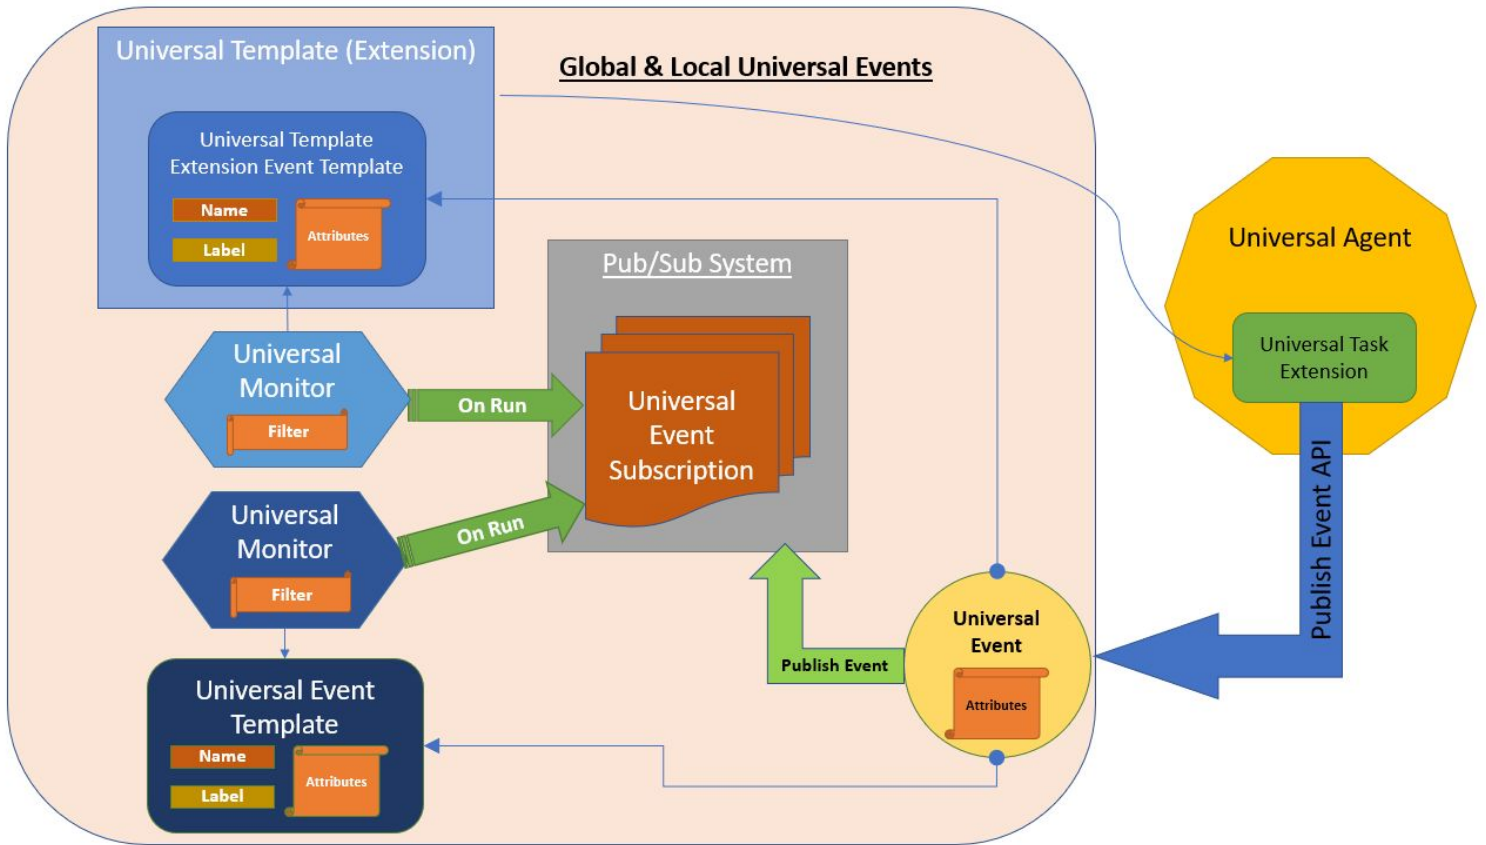 Universal Template (Extension)
Global & Local Universal Events
Universal Template
Extension Event Template
Name
Label
Attributes
Universal Agent
Universal Task
Extension
Publish Event API
Pub/Sub System
Universal
Event
Subscription
Universal
Monitor
Filter
On Run
Universal
Monitor
Filter
On Run
Publish Event
Universal
Event
Attributes
Universal Event
Template
Name
Label
Attributes